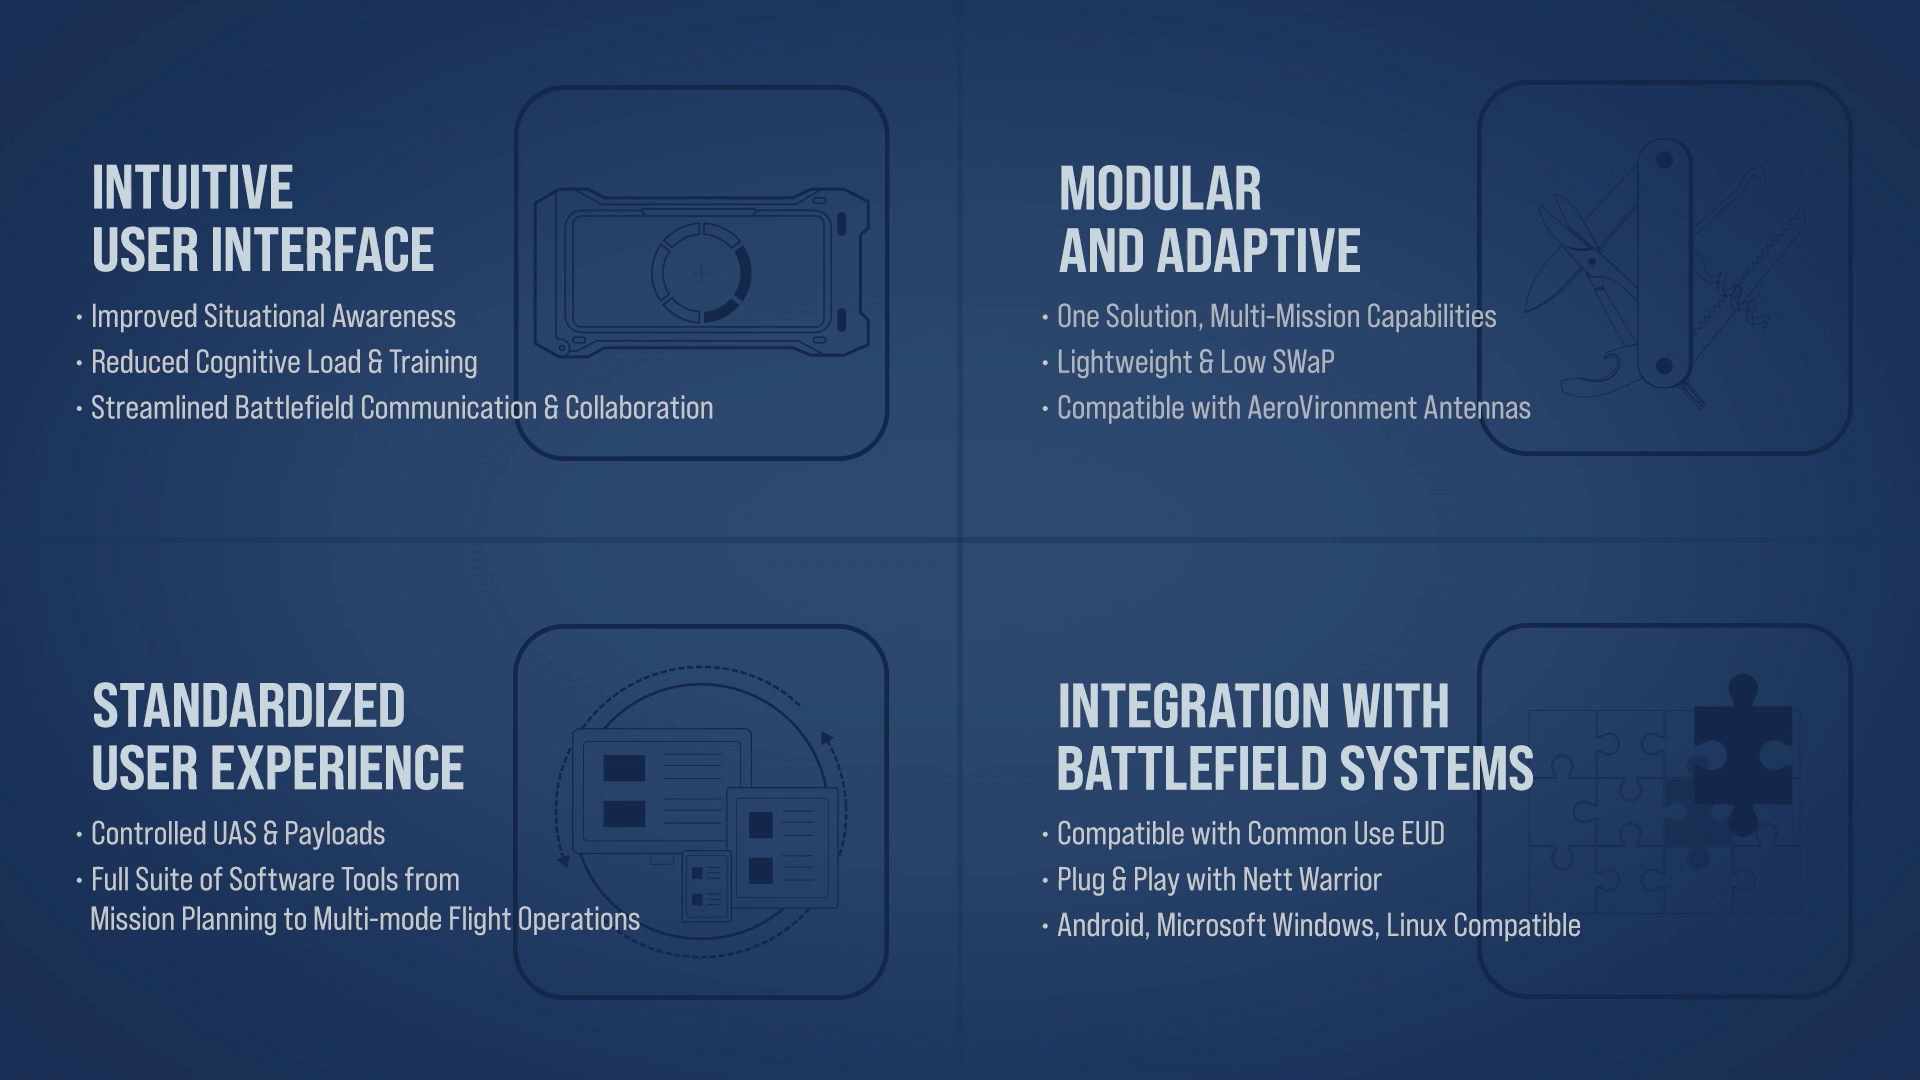 INTUITIVE
USER INTERFACE
• Improved Situational Awareness
• Reduced Cognitive Load & Training
• Streamlined Battlefield Communication & Collaboration
MODULAR
AND ADAPTIVE
• One Solution, Multi-Mission Capabilities
• Lightweight & Low SWaP
• Compatible with AeroVironment Antennas
STANDARDIZED
USER EXPERIENCE
• Controlled UAS & Payloads
• Full Suite of Software Tools from
Mission Planning to Multi-mode Flight Operations
INTEGRATION WITH
BATTLEFIELD SYSTEMS
• Compatible with Common Use EUD
• Plug & Play with Nett Warrior
• Android, Microsoft Windows, Linux Compatible